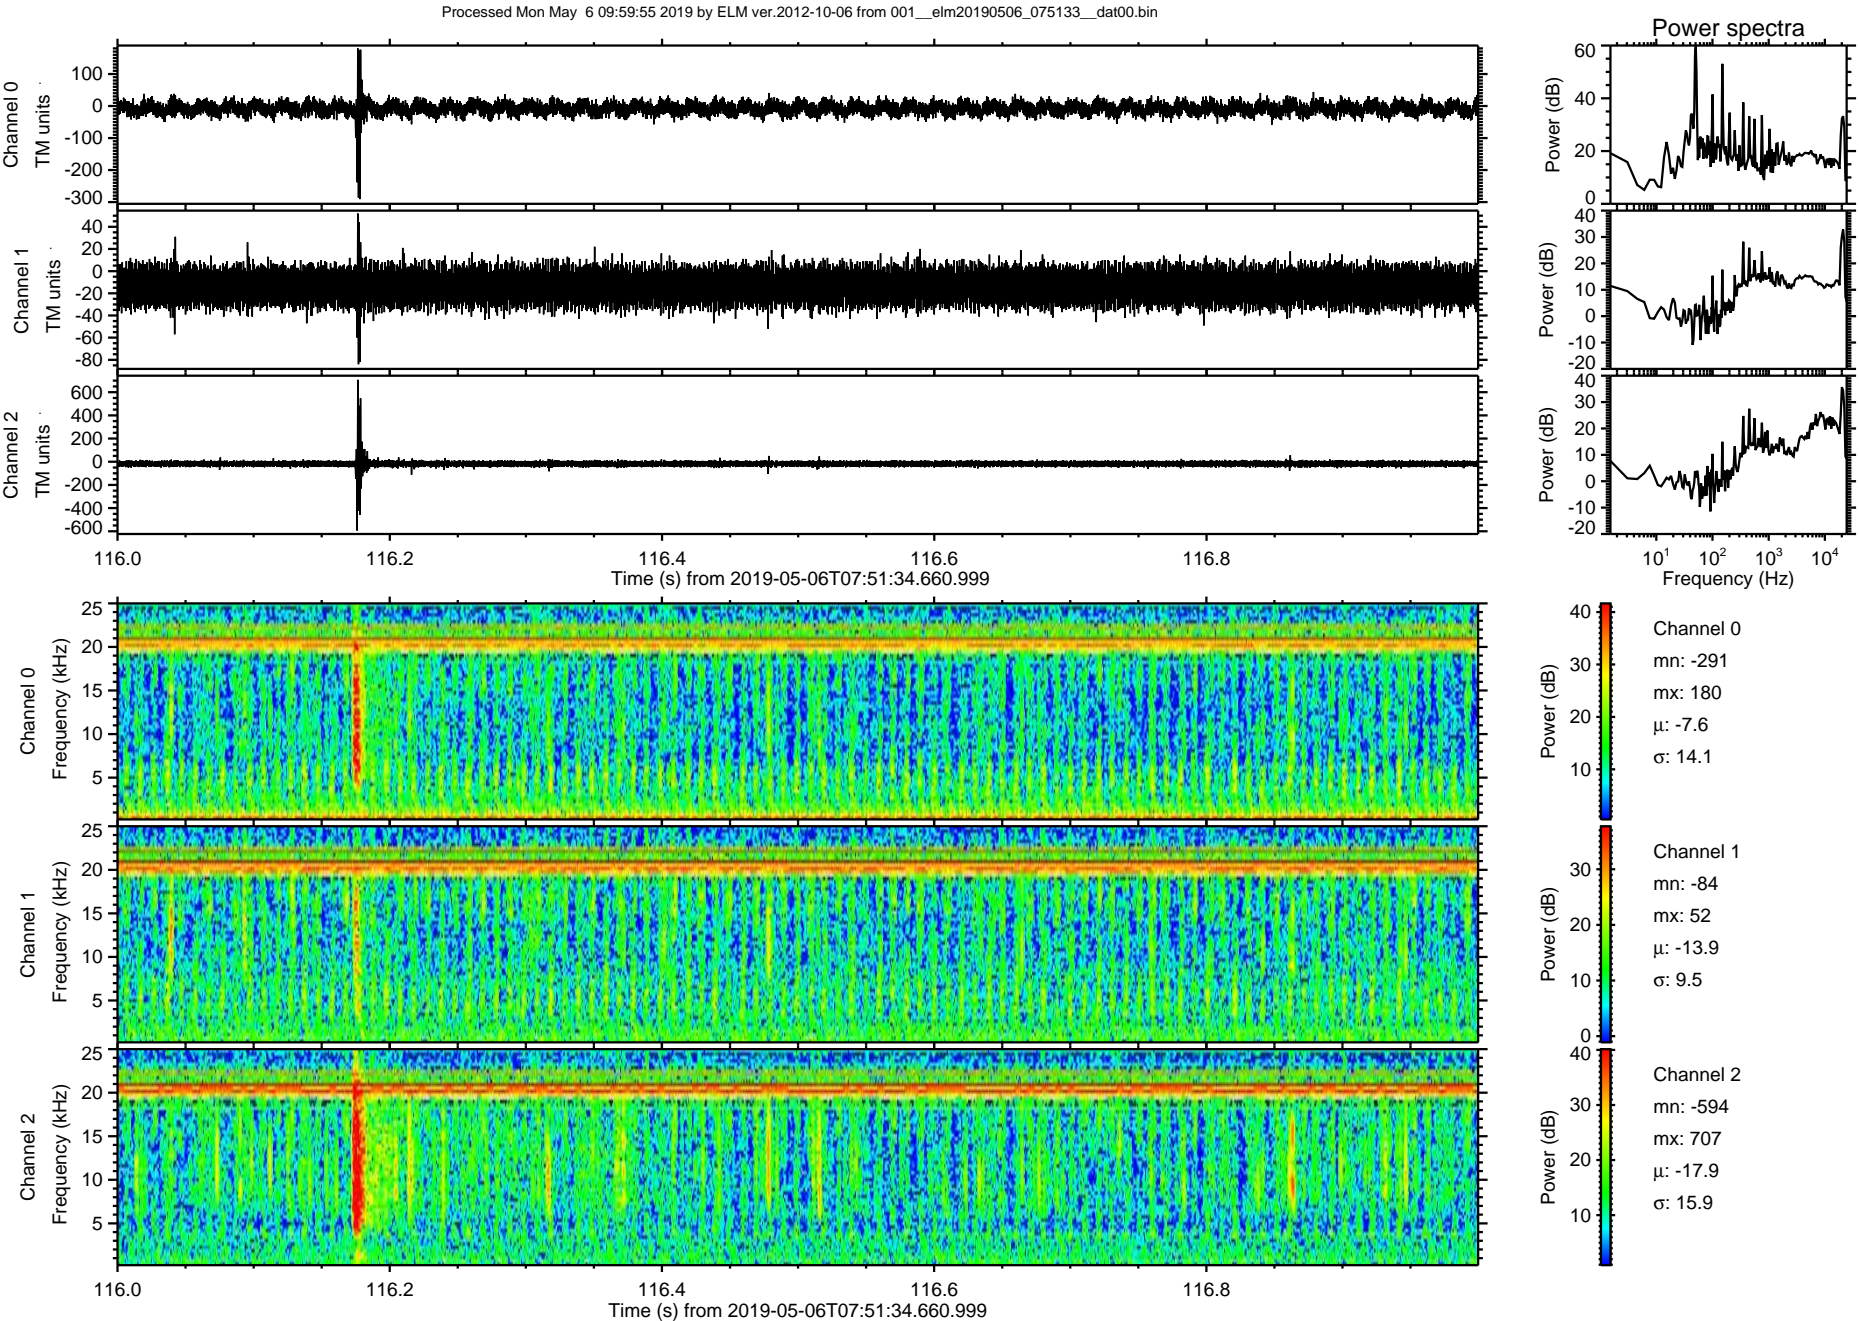 Processed Mon May  6 09:59:55 2019 by ELM ver.2012-10-06 from 001__elm20190506_075133__dat00.bin
Power spectra
Channel 0
TM units
100
0
-100
-200
-300
Power (dB)
60
40
20
0
Channel 1
TM units
40
20
0
-20
-40
-60
-80
Power (dB)
40
30
20
10
0
-10
-20
Channel 2
TM units
600
400
200
0
-200
-400
-600
Power (dB)
40
30
20
10
0
-10
-20
116.0 116.2 116.4 116.6 116.8
Time (s) from 2019-05-06T07:51:34.660.999
10¹ 10² 10³ 10⁴
Frequency (Hz)
Channel 0
Frequency (kHz)
25
20
15
10
5
Power (dB)
40
30
20
10
Channel 0
mn: -291
mx: 180
μ: -7.6
σ: 14.1
Channel 1
Frequency (kHz)
25
20
15
10
5
Power (dB)
30
20
10
0
Channel 1
mn: -84
mx: 52
μ: -13.9
σ: 9.5
Channel 2
Frequency (kHz)
25
20
15
10
5
Power (dB)
40
30
20
10
Channel 2
mn: -594
mx: 707
μ: -17.9
σ: 15.9
116.0 116.2 116.4 116.6 116.8
Time (s) from 2019-05-06T07:51:34.660.999